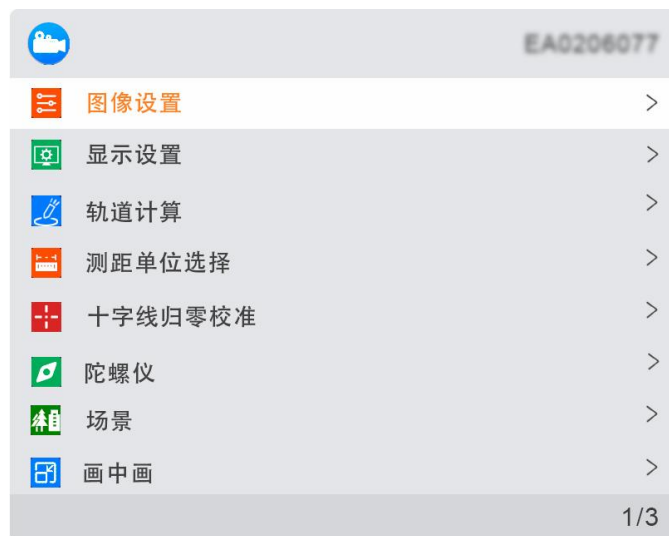 EA0206077
图像设置
显示设置
轨道计算
测距单位选择
十字线归零校准
陀螺仪
场景
画中画
1/3